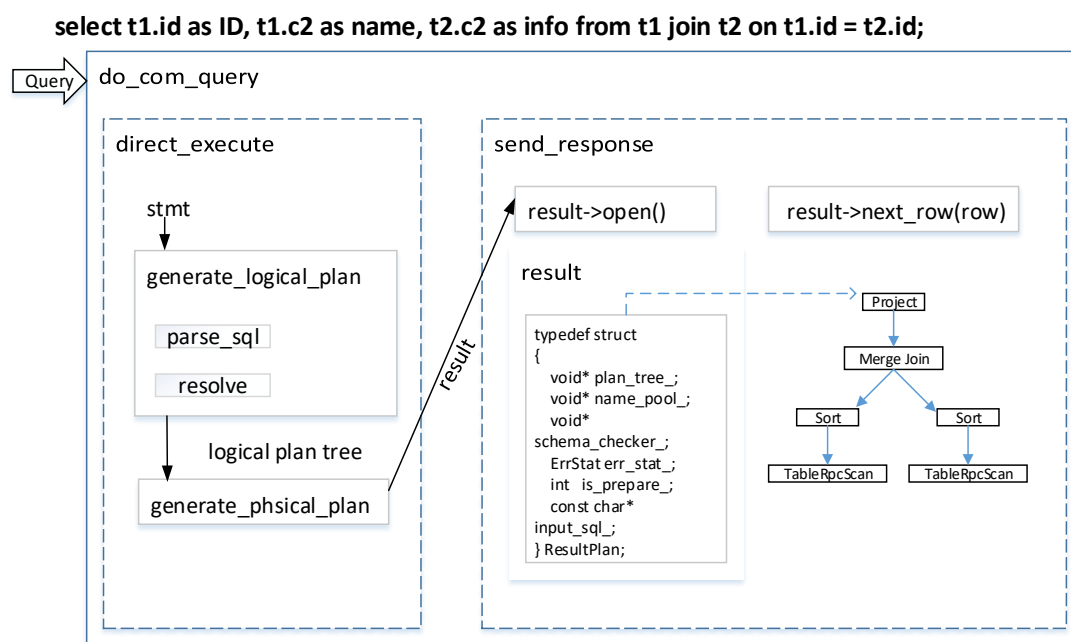 select t1.id as ID, t1.c2 as name, t2.c2 as info from t1 join t2 on t1.id = t2.id;
Query
do_com_query
direct_execute
stmt
generate_logical_plan
parse_sql
resolve
logical plan tree
generate_phsical_plan
result
send_response
result->open()
result->next_row(row)
result
typedef struct
{
void* plan_tree_;
void* name_pool_;
void*
schema_checker_;
ErrStat err_stat_;
int is_prepare_;
const char*
input_sql_;
} ResultPlan;
Project
Merge Join
Sort
Sort
TableRpcScan
TableRpcScan